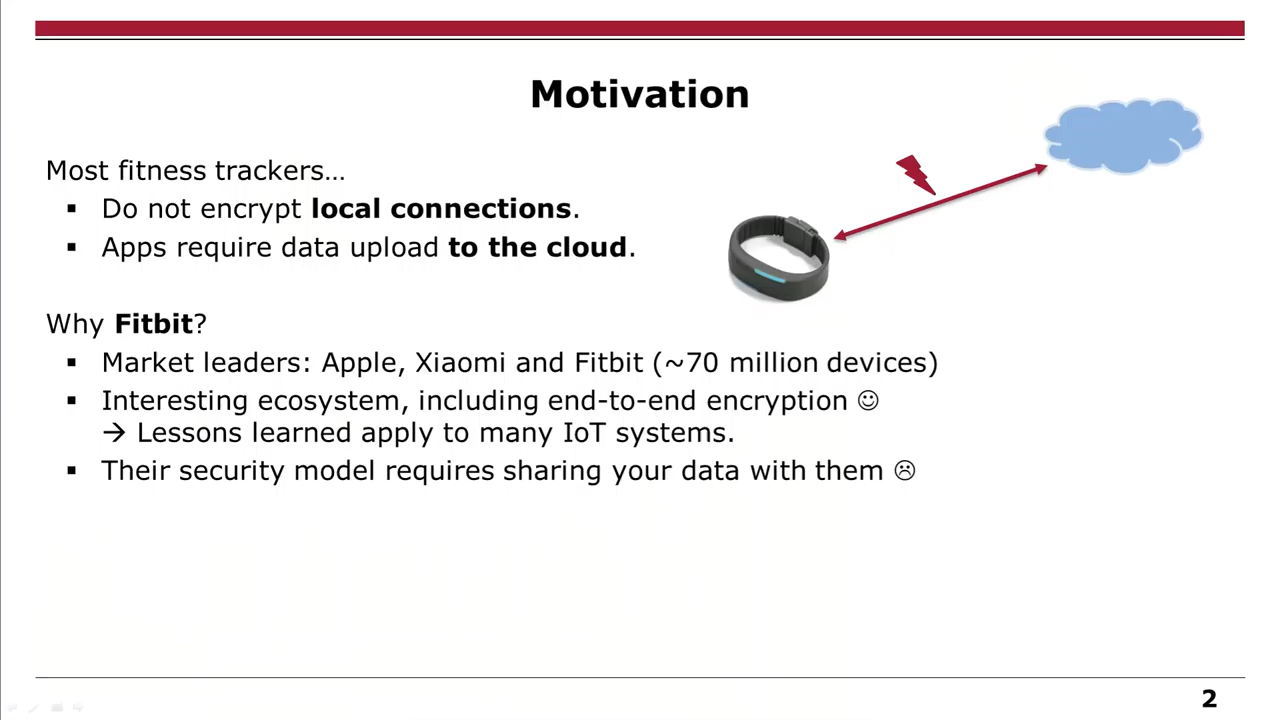 Motivation
Most fitness trackers…
▪ Do not encrypt local connections.
▪ Apps require data upload to the cloud.
Why Fitbit?
▪ Market leaders: Apple, Xiaomi and Fitbit (~70 million devices)
▪ Interesting ecosystem, including end-to-end encryption ☺
→ Lessons learned apply to many IoT systems.
▪ Their security model requires sharing your data with them ☹
2